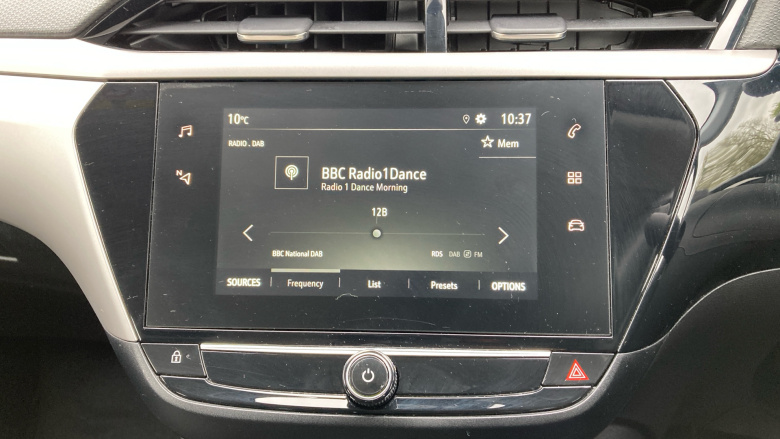 10°C 10:37
RADIO . DAB
Mem
BBC Radio1Dance
Radio 1 Dance Morning
N
12B
BBC National DAB RDS DAB FM
SOURCES Frequency List Presets OPTIONS